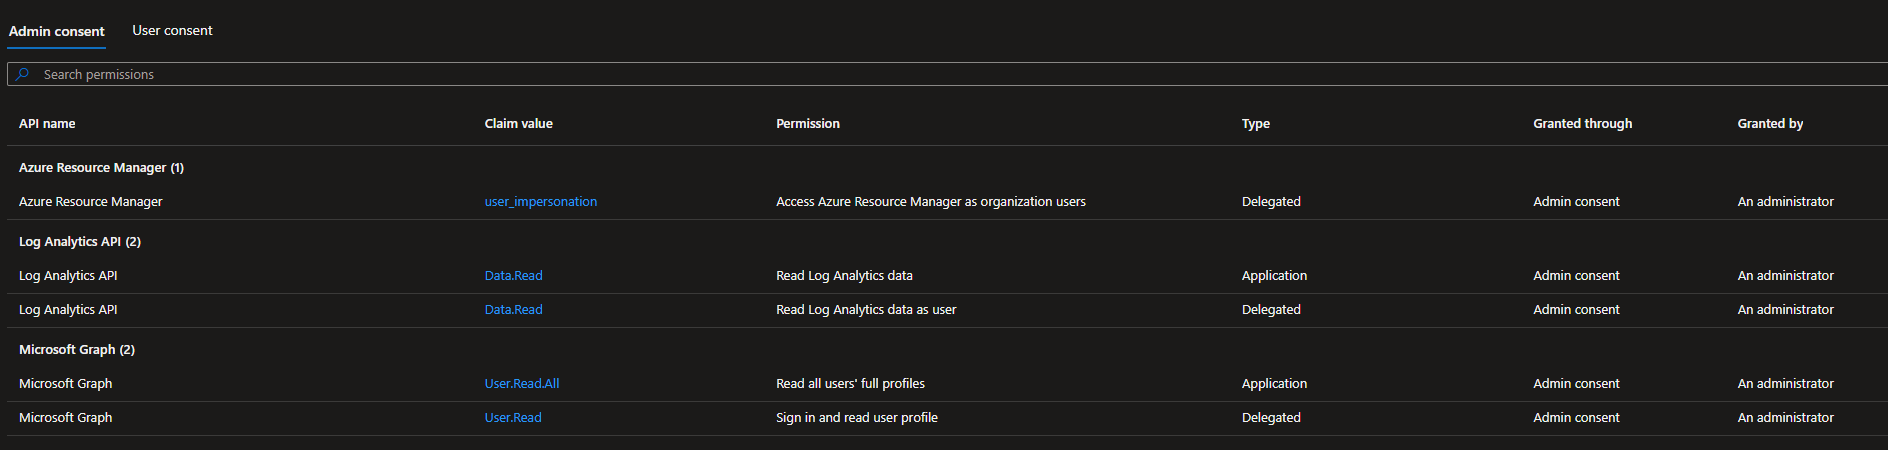 Admin consent User consent
Search permissions
API name Claim value Permission Type Granted through Granted by
Azure Resource Manager (1)
Azure Resource Manager user_impersonation Access Azure Resource Manager as organization users Delegated Admin consent An administrator
Log Analytics API (2)
Log Analytics API Data.Read Read Log Analytics data Application Admin consent An administrator
Log Analytics API Data.Read Read Log Analytics data as user Delegated Admin consent An administrator
Microsoft Graph (2)
Microsoft Graph User.Read.All Read all users' full profiles Application Admin consent An administrator
Microsoft Graph User.Read Sign in and read user profile Delegated Admin consent An administrator